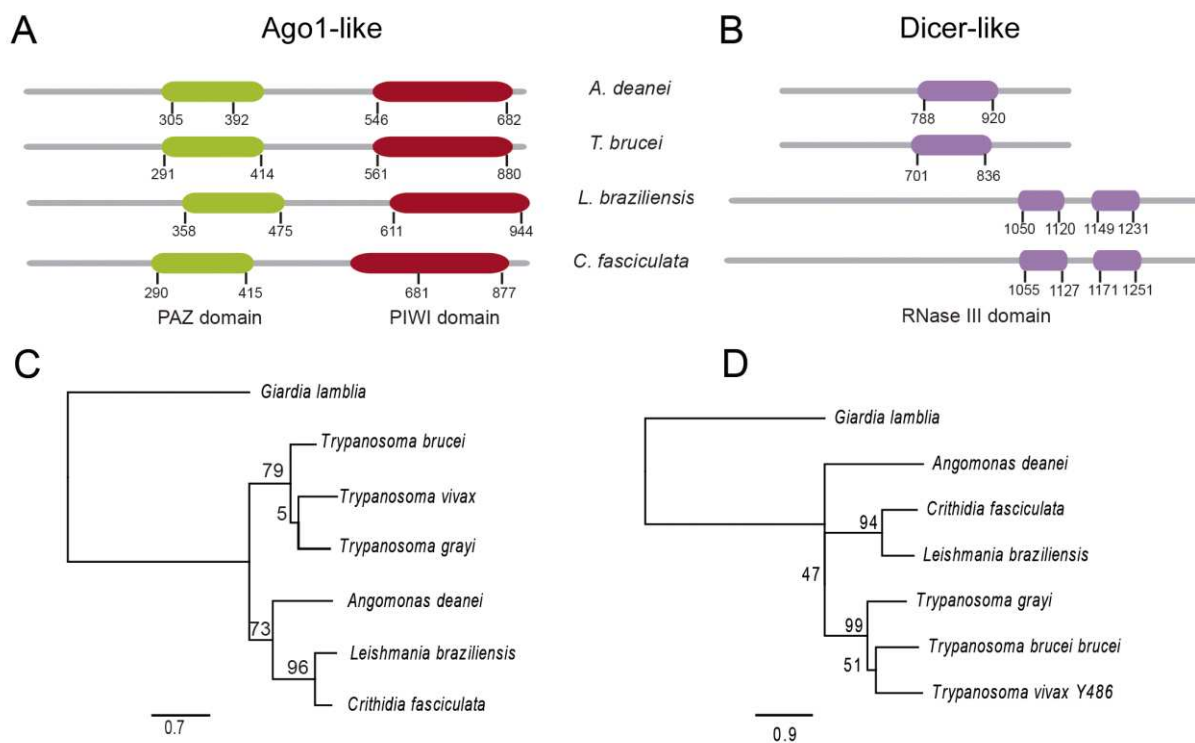 A
Ago1-like
B
Dicer-like
305 392 546 682
A. deanei
788 920
291 414 561 880
T. brucei
701 836
358 475 611 944
L. braziliensis
1050 1120 1149 1231
290 415 681 877
C. fasciculata
1055 1127 1171 1251
PAZ domain
PIWI domain
RNase III domain
C
Giardia lamblia
Trypanosoma brucei
79
Trypanosoma vivax
5
Trypanosoma grayi
Angomonas deanei
73
Leishmania braziliensis
96
Crithidia fasciculata
0.7
D
Giardia lamblia
Angomonas deanei
Crithidia fasciculata
94
Leishmania braziliensis
47
Trypanosoma grayi
99
Trypanosoma brucei brucei
51
Trypanosoma vivax Y486
0.9